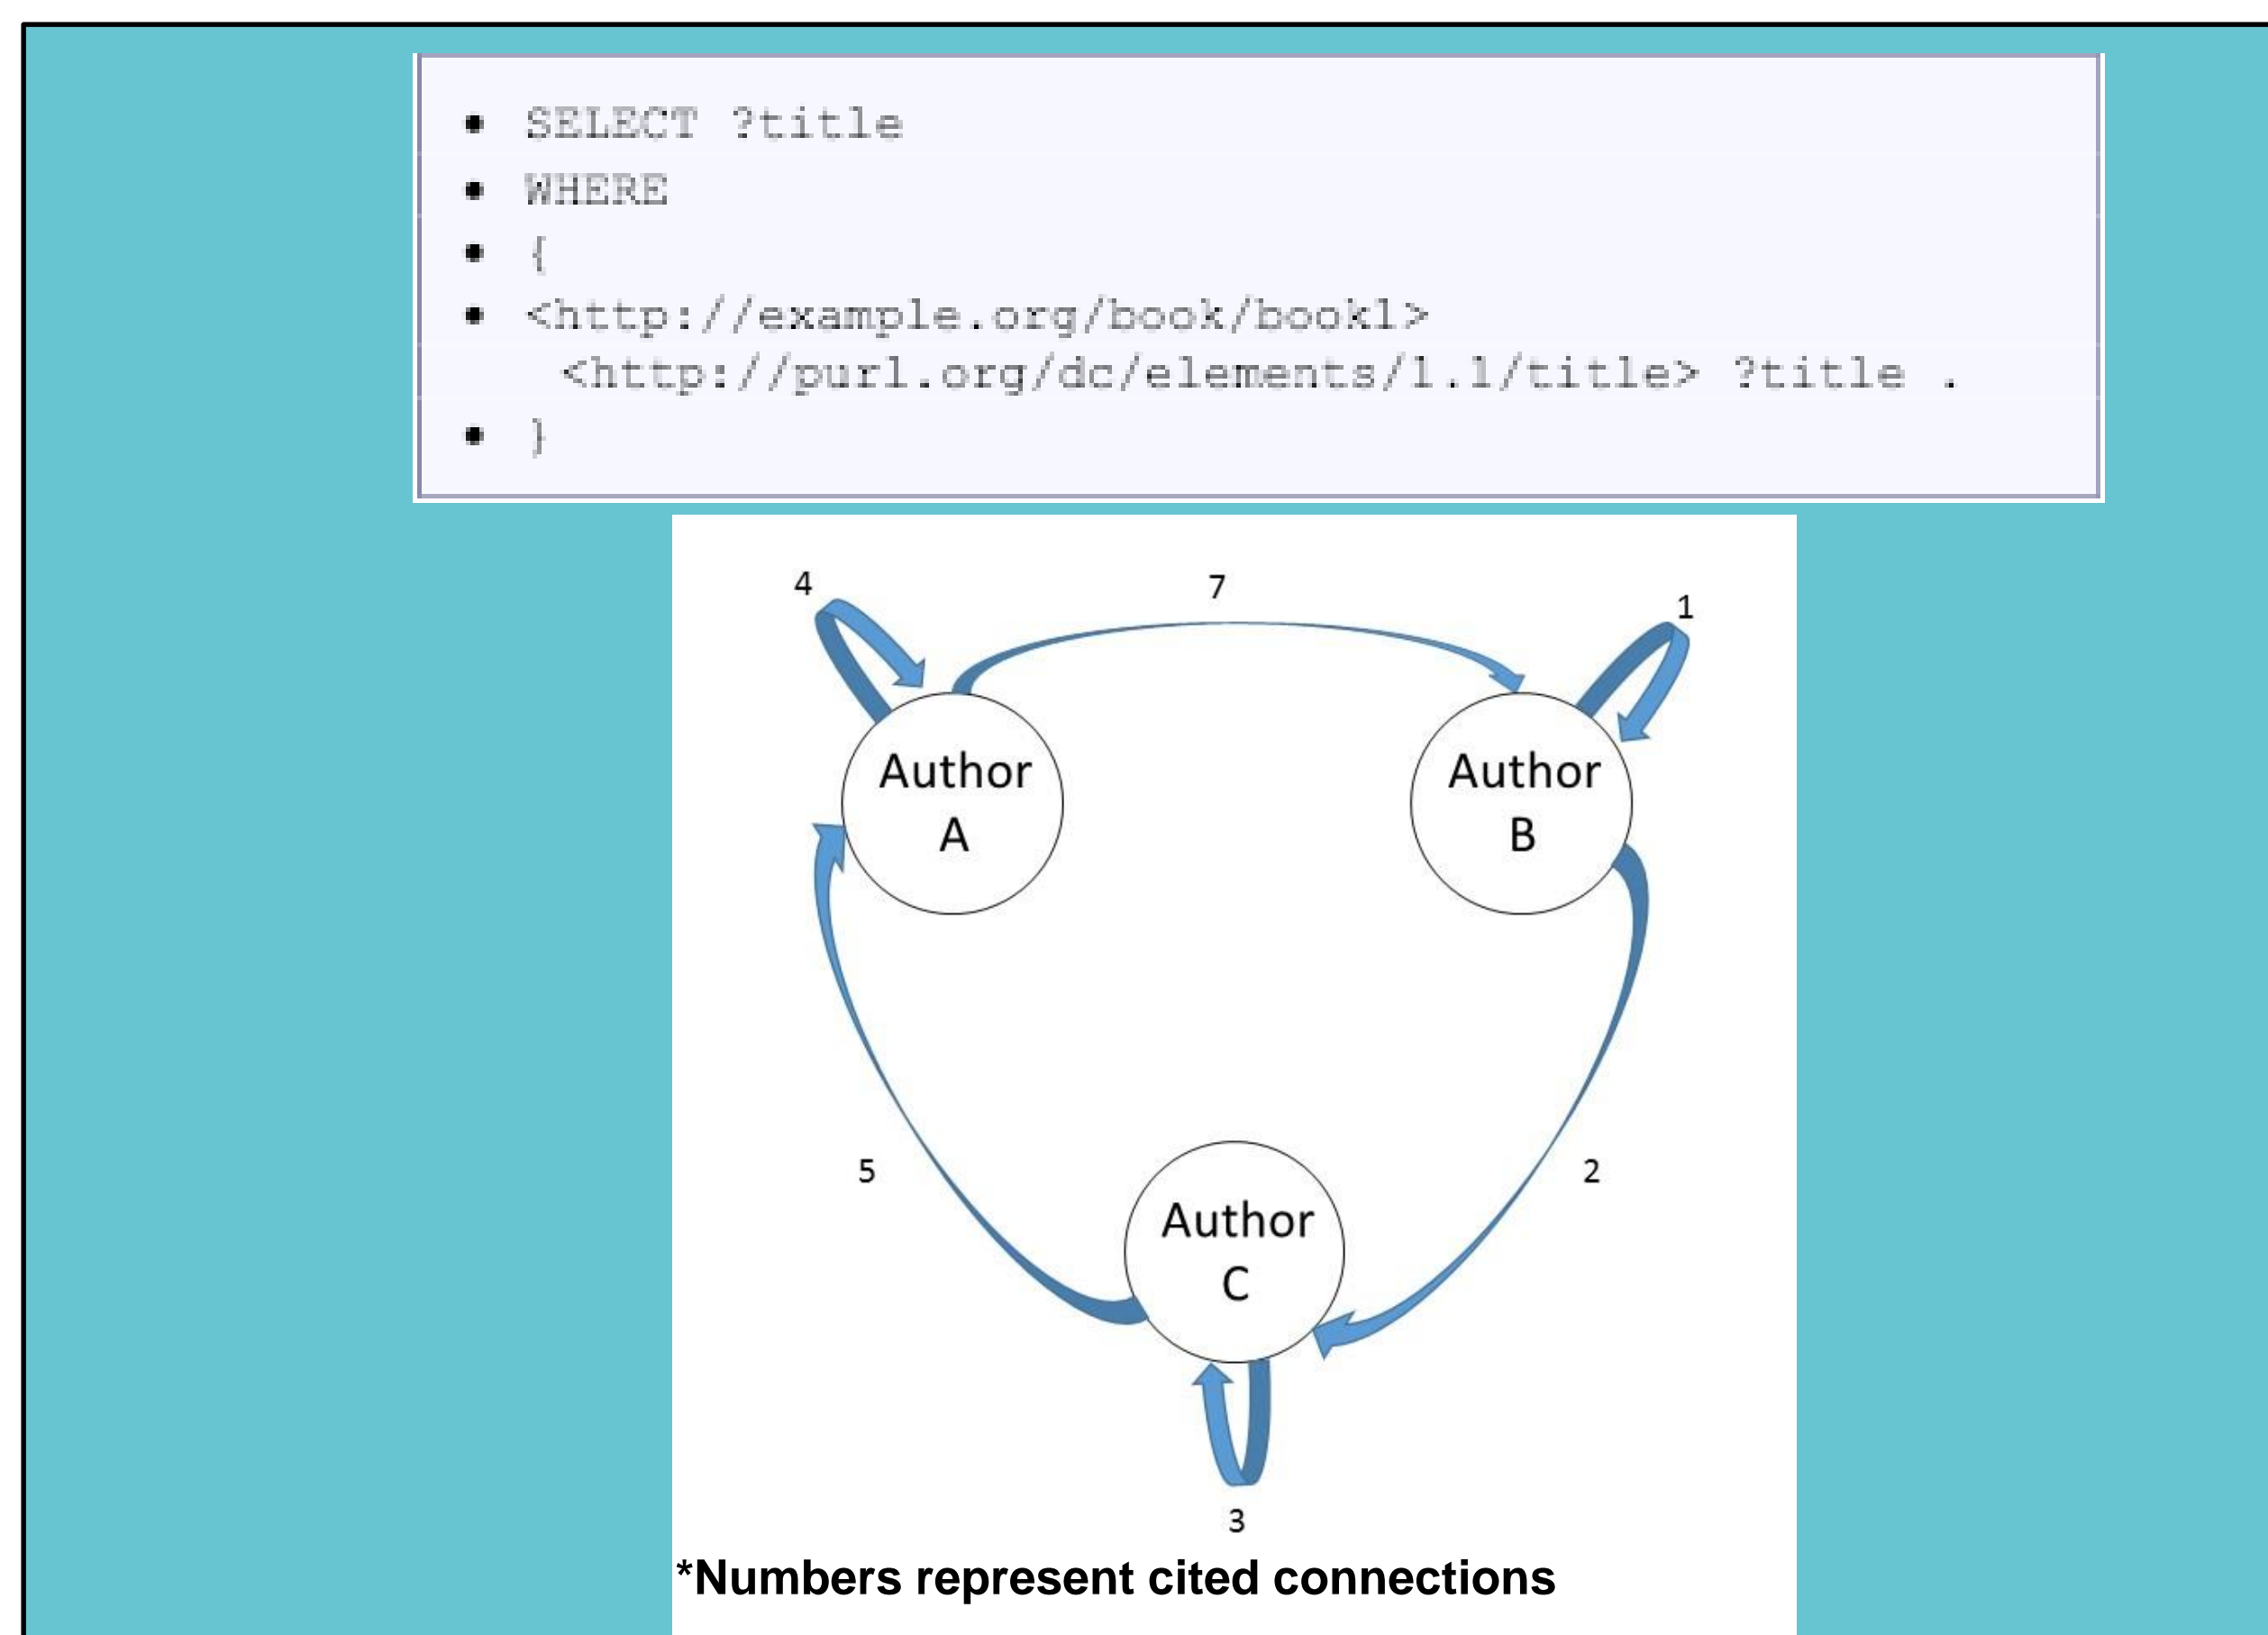 • SELECT ?title
• WHERE
• {
• <http://example.org/book/book1>
<http://purl.org/dc/elements/1.1/title> ?title .
• }
4
7
1
Author
A
Author
B
5
2
Author
C
3
*Numbers represent cited connections